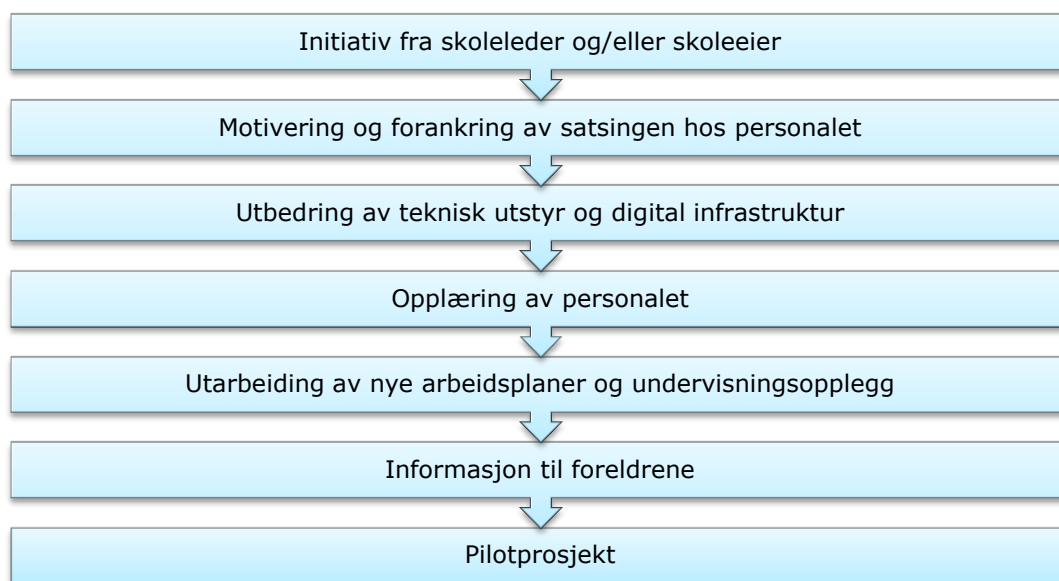 Initiativ fra skoleleder og/eller skoleeier
Motivering og forankring av satsingen hos personalet
Utbedring av teknisk utstyr og digital infrastruktur
Opplæring av personalet
Utarbeiding av nye arbeidsplaner og undervisningsopplegg
Informasjon til foreldrene
Pilotprosjekt